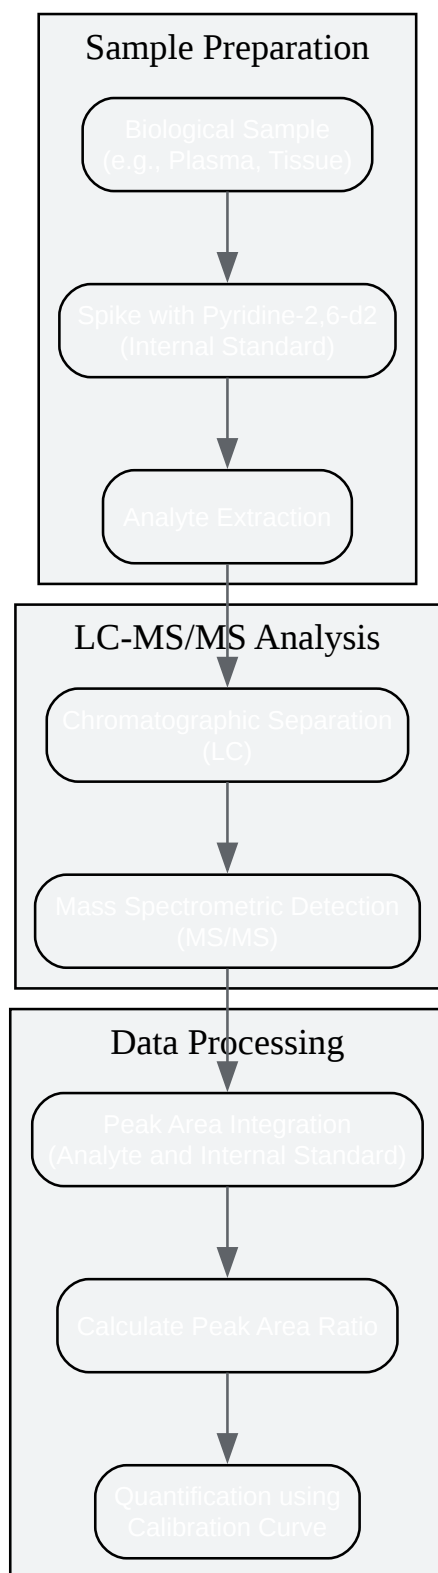 Sample Preparation
Biological Sample
(e.g., Plasma, Tissue)
Spike with Pyridine-2,6-d2
(Internal Standard)
Analyte Extraction
LC-MS/MS Analysis
Chromatographic Separation
(LC)
Mass Spectrometric Detection
(MS/MS)
Data Processing
Peak Area Integration
(Analyte and Internal Standard)
Calculate Peak Area Ratio
Quantification using
Calibration Curve